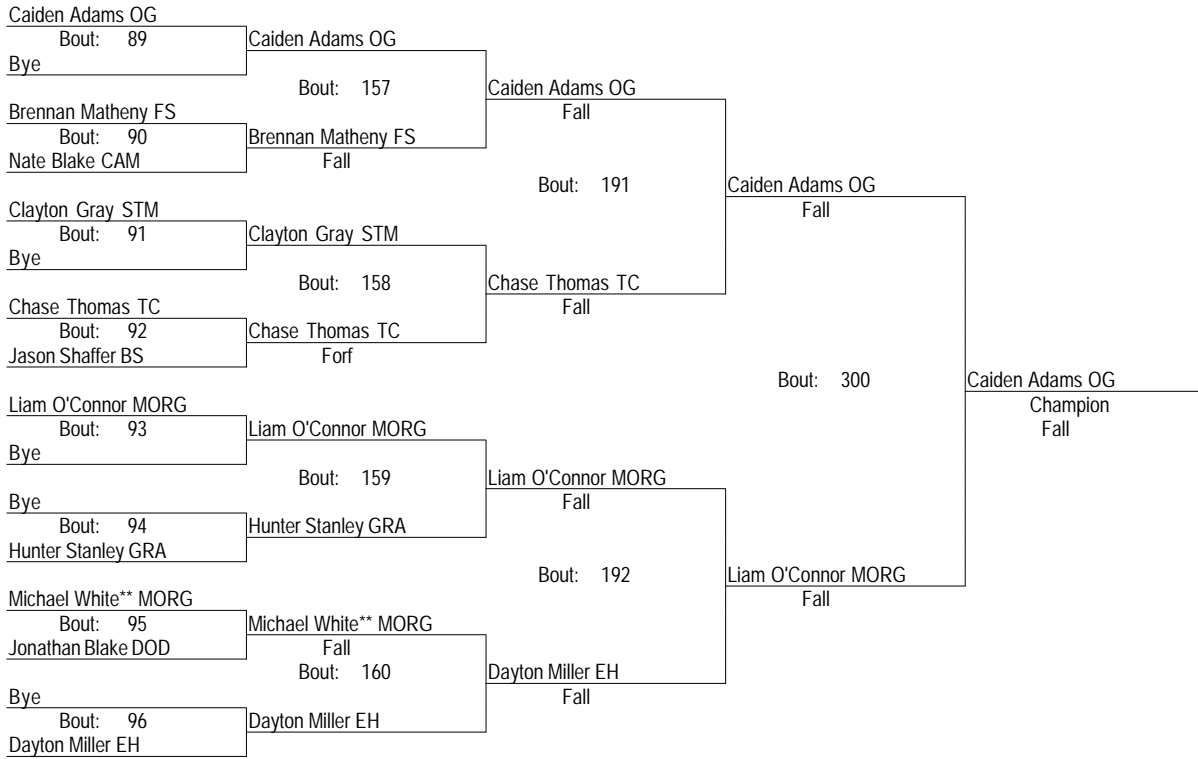 Caiden Adams OG
Bout: 89
Bye
Brennan Matheny FS
Bout: 90
Nate Blake CAM
Clayton Gray STM
Bout: 91
Bye
Chase Thomas TC
Bout: 92
Jason Shaffer BS
Liam O'Connor MORG
Bout: 93
Bye
Bye
Bout: 94
Hunter Stanley GRA
Michael White** MORG
Bout: 95
Jonathan Blake DOD
Bye
Bout: 96
Dayton Miller EH
Caiden Adams OG
Bout: 157
Brennan Matheny FS
Fall
Clayton Gray STM
Bout: 158
Chase Thomas TC
Forf
Liam O'Connor MORG
Bout: 159
Hunter Stanley GRA
Michael White** MORG
Fall
Bout: 160
Dayton Miller EH
Caiden Adams OG
Fall
Bout: 191
Chase Thomas TC
Fall
Liam O'Connor MORG
Fall
Bout: 192
Dayton Miller EH
Fall
Caiden Adams OG
Fall
Bout: 300
Liam O'Connor MORG
Fall
Caiden Adams OG
Champion
Fall